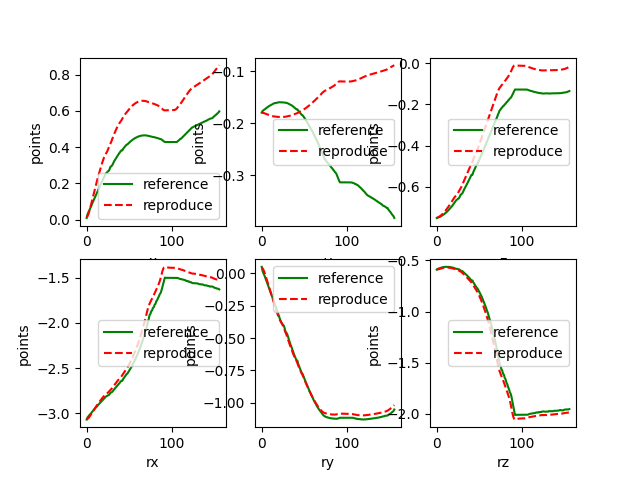 points
0.8
0.6
0.4
0.2
0.0
0
100
reference
reproduce
points
−0.1
−0.2
−0.3
reference
reproduce
points
0.0
−0.2
−0.4
−0.6
0
100
reference
reproduce
points
−1.5
−2.0
−2.5
−3.0
0
100
rx
reference
reproduce
points
0.00
−0.25
−0.50
−0.75
−1.00
0
100
ry
reference
reproduce
points
−0.5
−1.0
−1.5
−2.0
0
100
rz
reference
reproduce